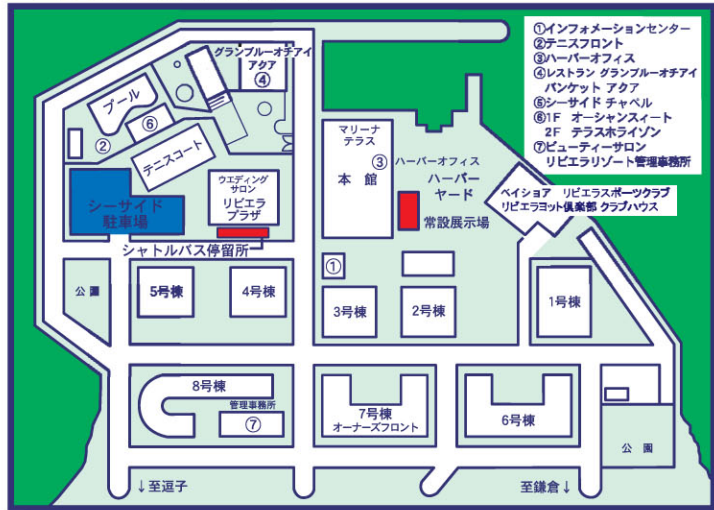 グランブルーオチアイ
アクア
④
①インフォメーションセンター
②テニスフロント
③ハーバーオフィス
④レストラン グランブルーオチアイ
バンケット アクア
⑤シーサイド チャペル
⑥1F オーシャンスィート
2F テラスホライゾン
⑦ビューティーサロン
リビエラリゾート管理事務所
プール
⑥
②
テニスコート
マリーナ
テラス
③
本館
ハーバーオフィス
ハーバー
ヤード
常設展示場
ウエディング
サロン
リビエラ
プラザ
シーサイド
駐車場
シャトルバス停留所
ベイショア リビエラスポーツクラブ
リビエラヨット倶楽部 クラブハウス
①
公園
5号棟
4号棟
3号棟
2号棟
1号棟
8号棟
管理事務所
⑦
7号棟
オーナーズフロント
6号棟
公園
↓至逗子
至鎌倉↓